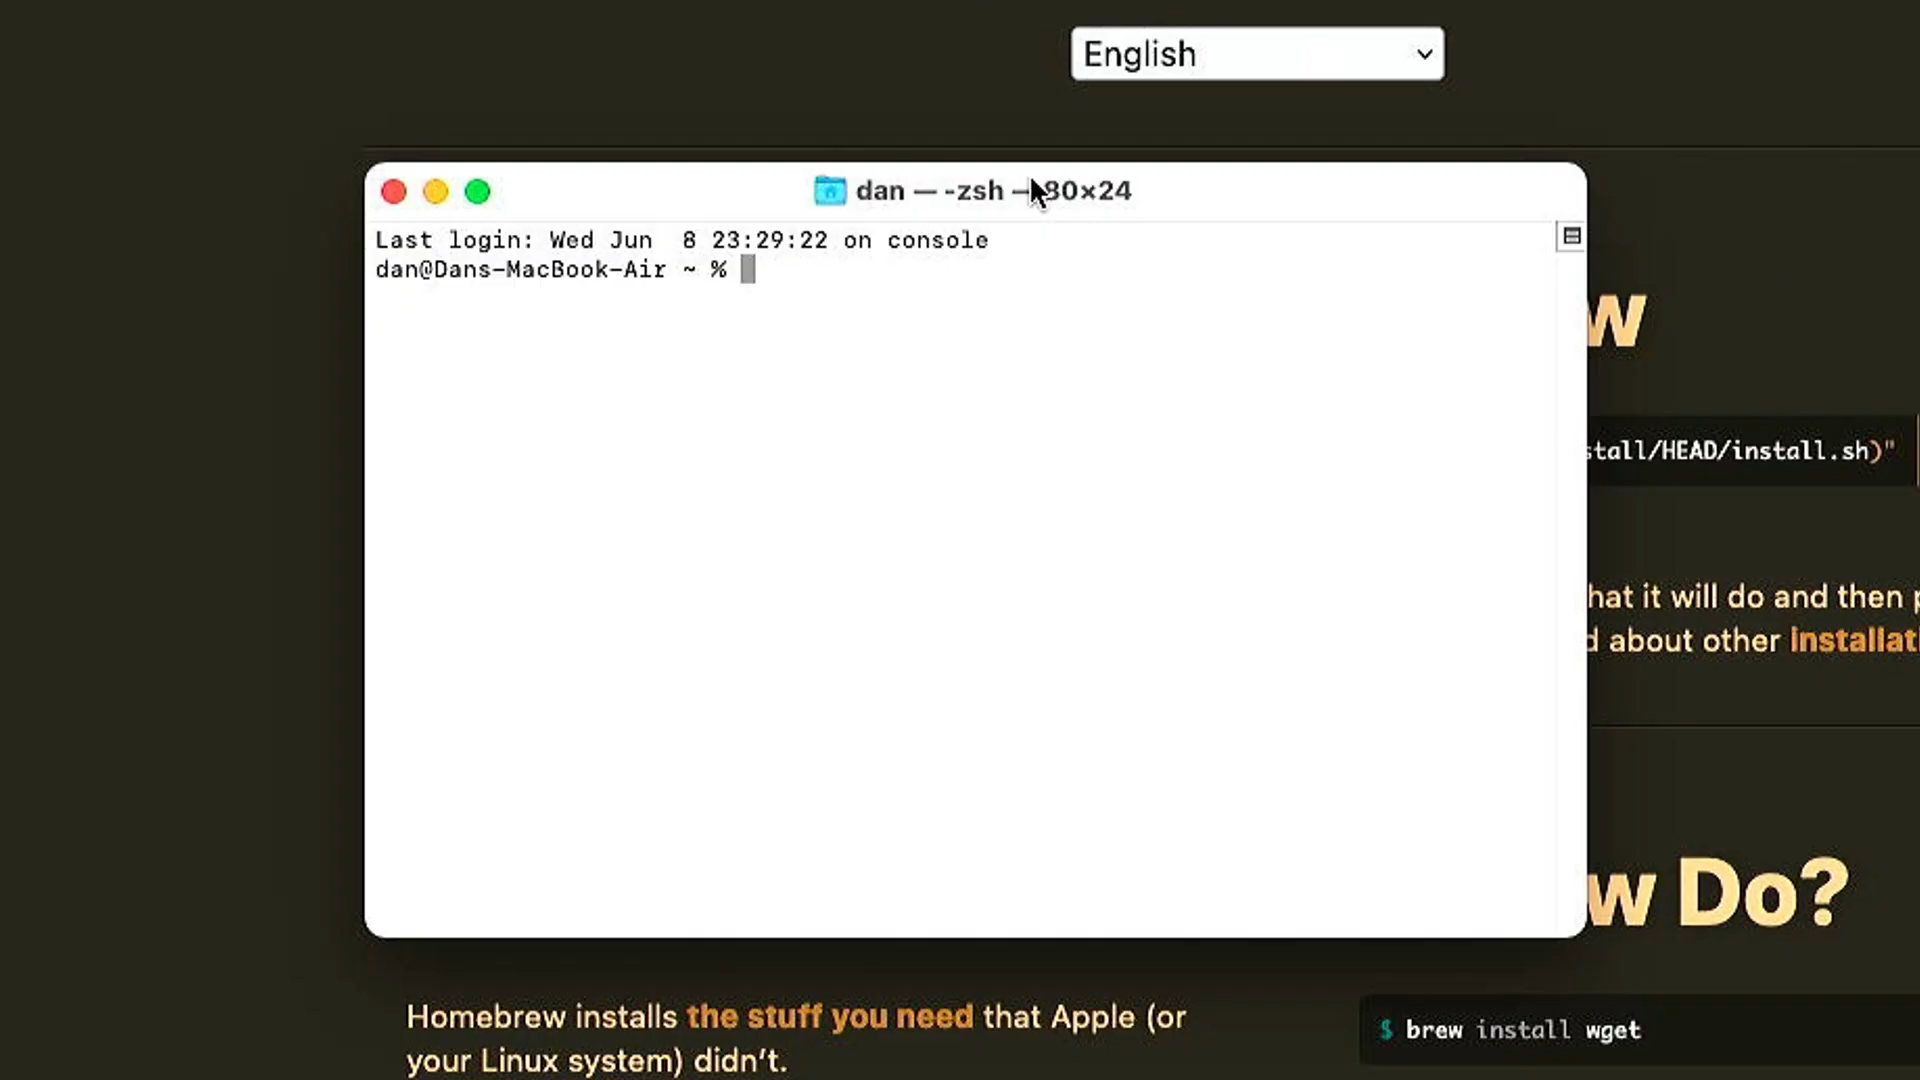 English
dan — -zsh — 80×24
Last login: Wed Jun  8 23:29:22 on console
dan@Dans-MacBook-Air ~ %
w
stall/HEAD/install.sh)"
hat it will do and then
about other installati
w Do?
Homebrew installs the stuff you need that Apple (or
your Linux system) didn't.
$ brew install wget